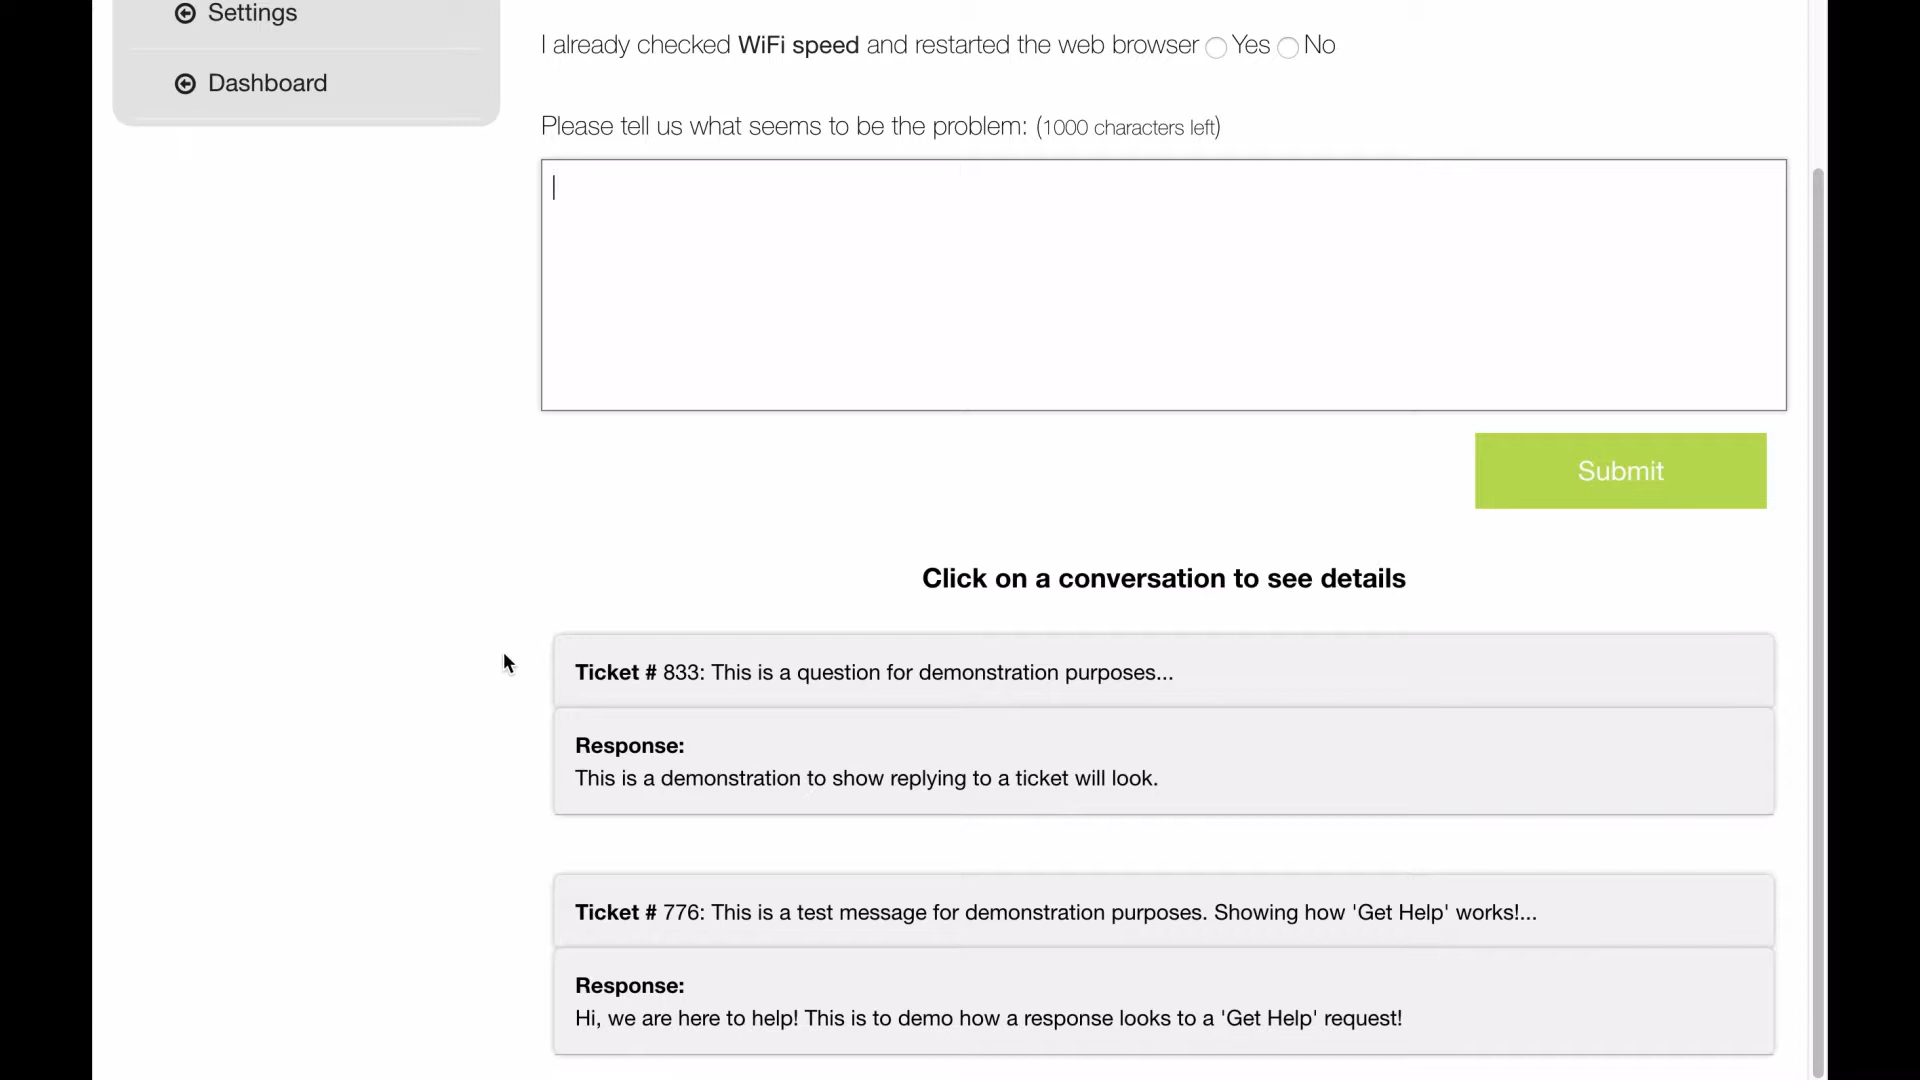 Settings
Dashboard
I already checked WiFi speed and restarted the web browser Yes No
Please tell us what seems to be the problem: (1000 characters left)
Submit
Click on a conversation to see details
Ticket # 833: This is a question for demonstration purposes...
Response:
This is a demonstration to show replying to a ticket will look.
Ticket # 776: This is a test message for demonstration purposes. Showing how 'Get Help' works!...
Response:
Hi, we are here to help! This is to demo how a response looks to a 'Get Help' request!